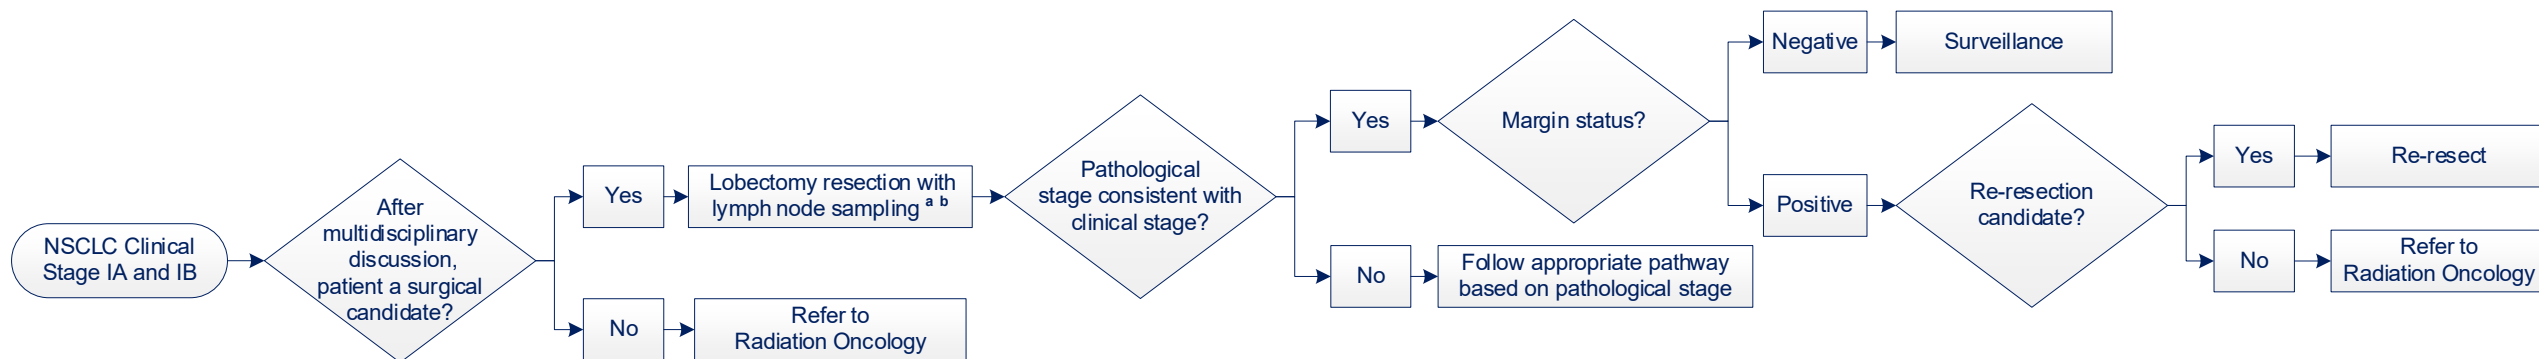 NSCLC Clinical
Stage IA and IB
After
multidisciplinary
discussion,
patient a surgical
candidate?
Yes
Lobectomy resection with
lymph node sampling a b
No
Refer to
Radiation Oncology
Pathological
stage consistent with
clinical stage?
Yes
Margin status?
No
Follow appropriate pathway
based on pathological stage
Negative
Surveillance
Positive
Re-resection
candidate?
Yes
Re-resect
No
Refer to
Radiation Oncology